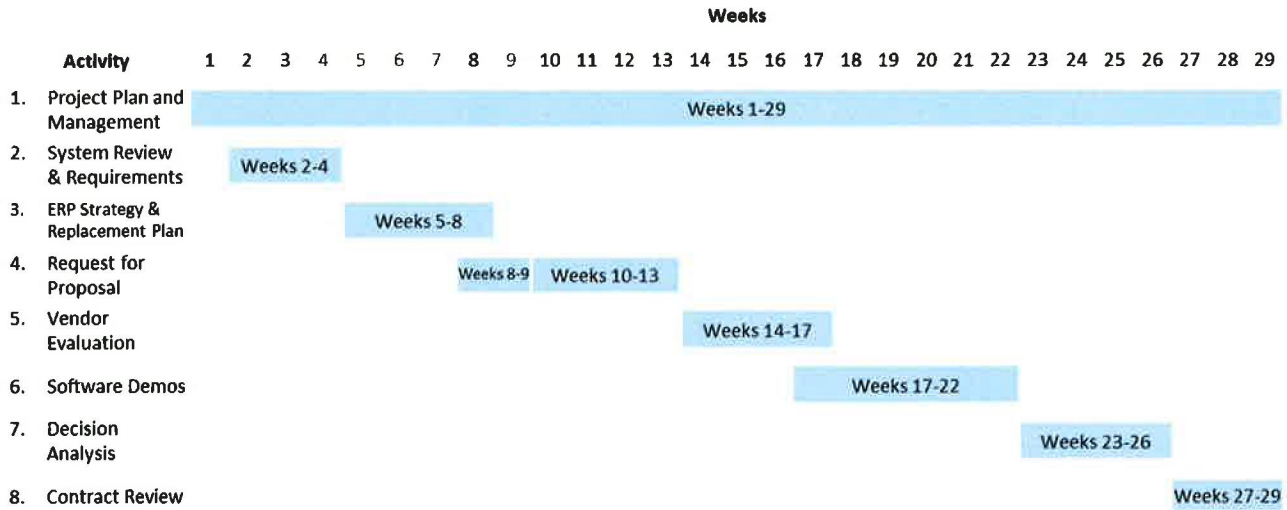 Weeks
Activity 1 2 3 4 5 6 7 8 9 10 11 12 13 14 15 16 17 18 19 20 21 22 23 24 25 26 27 28 29
1. Project Plan and
Management
Weeks 1-29
2. System Review
& Requirements
Weeks 2-4
3. ERP Strategy &
Replacement Plan
Weeks 5-8
4. Request for
Proposal
Weeks 8-9 Weeks 10-13
5. Vendor
Evaluation
Weeks 14-17
6. Software Demos Weeks 17-22
7. Decision
Analysis
Weeks 23-26
8. Contract Review Weeks 27-29